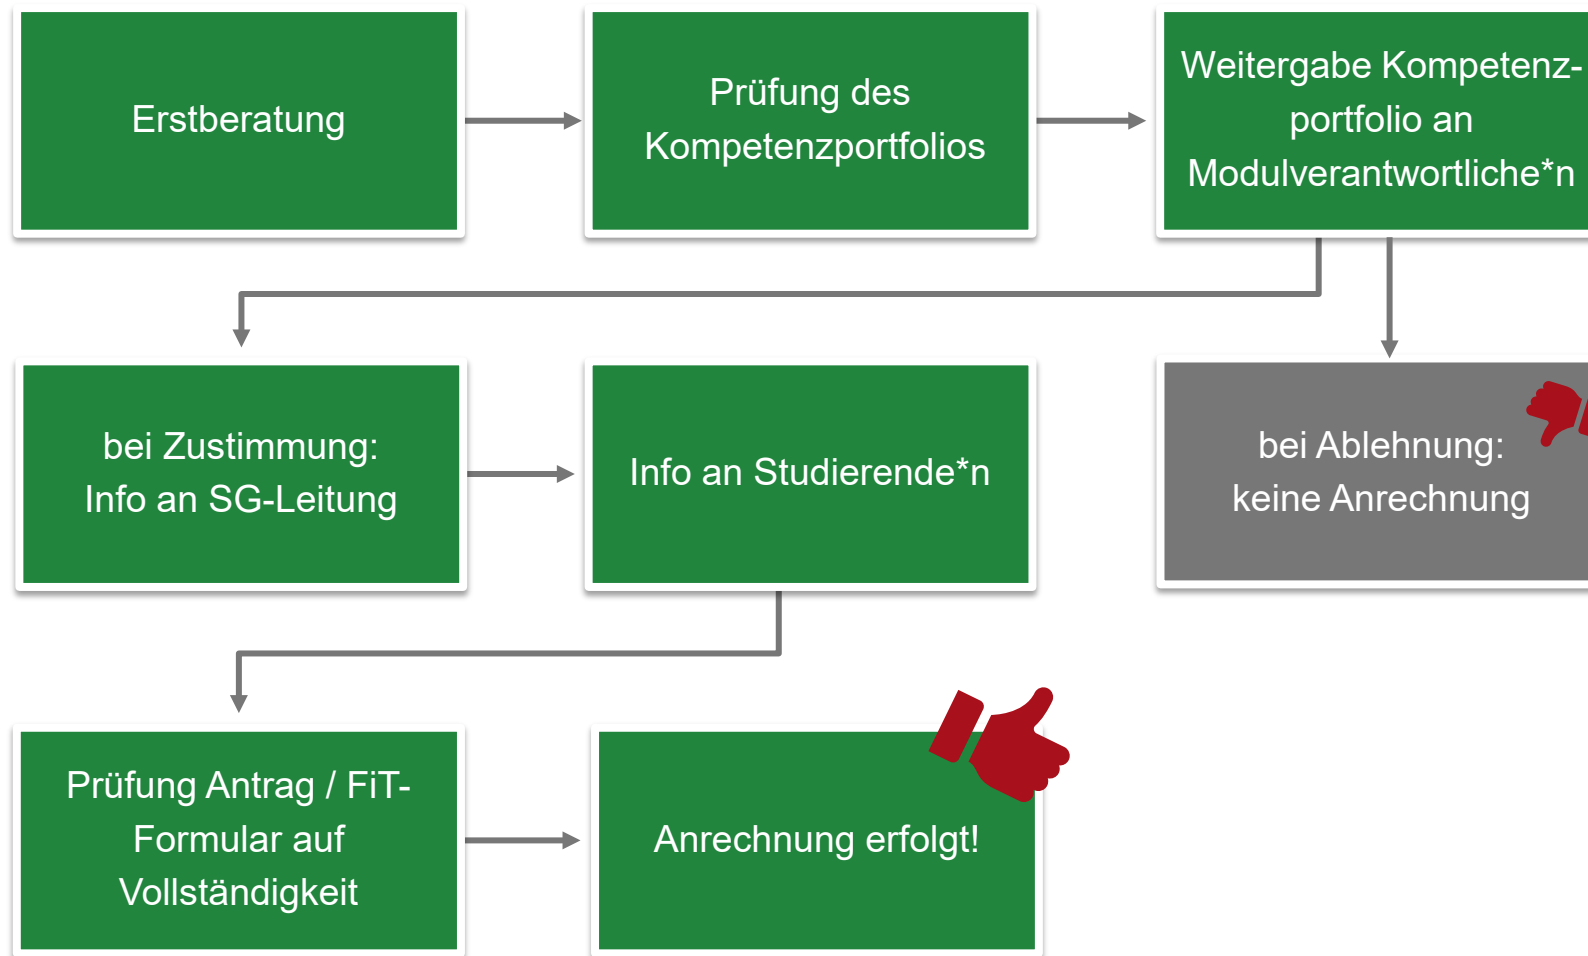 Erstberatung
Prüfung des
Kompetenzportfolios
Weitergabe Kompetenz-
portfolio an
Modulverantwortliche*n
bei Zustimmung:
Info an SG-Leitung
Info an Studierende*n
bei Ablehnung:
keine Anrechnung
Prüfung Antrag / FiT-
Formular auf
Vollständigkeit
Anrechnung erfolgt!